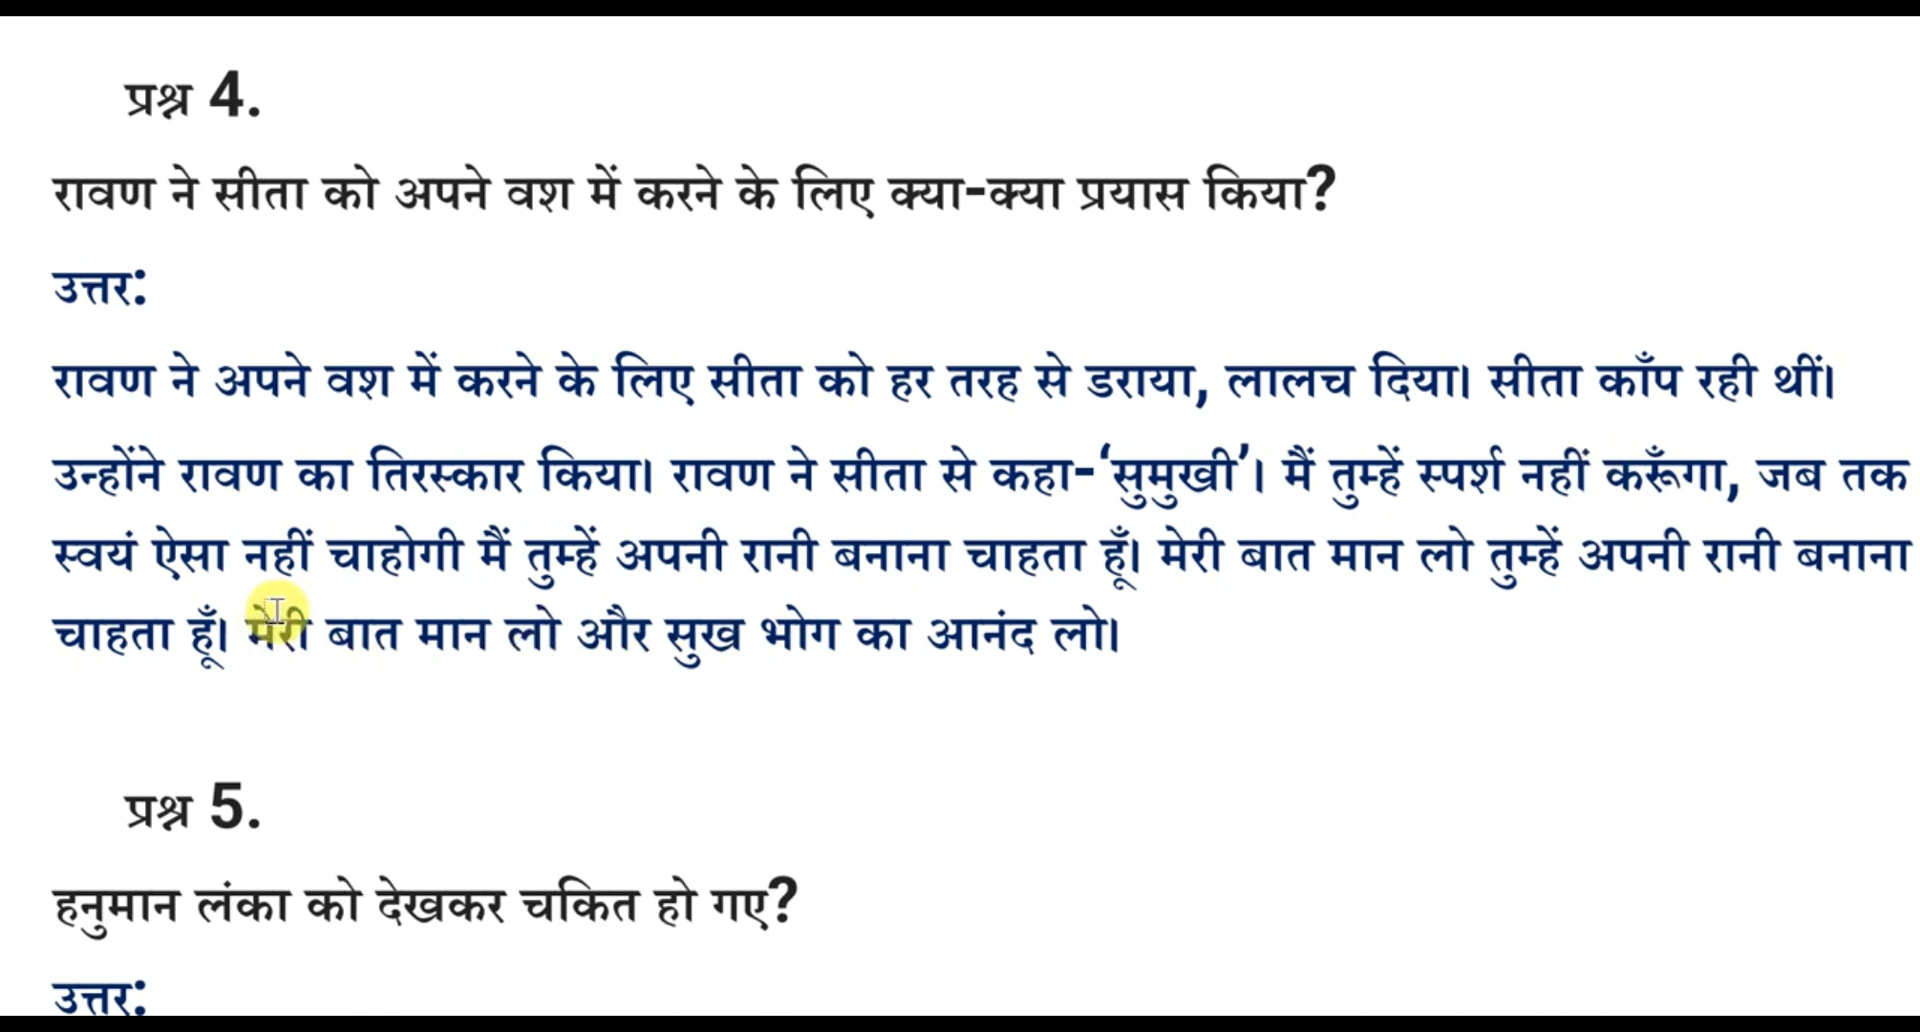 प्रश्न 4.
रावण ने सीता को अपने वश में करने के लिए क्या-क्या प्रयास किया?
उत्तर:
रावण ने अपने वश में करने के लिए सीता को हर तरह से डराया, लालच दिया। सीता काँप रही थीं।
उन्होंने रावण का तिरस्कार किया। रावण ने सीता से कहा-‘सुमुखी’। मैं तुम्हें स्पर्श नहीं करूँगा, जब तक
स्वयं ऐसा नहीं चाहोगी मैं तुम्हें अपनी रानी बनाना चाहता हूँ। मेरी बात मान लो तुम्हें अपनी रानी बनाना
चाहता हूँ। मेरी बात मान लो और सुख भोग का आनंद लो।
प्रश्न 5.
हनुमान लंका को देखकर चकित हो गए?
उत्तर: